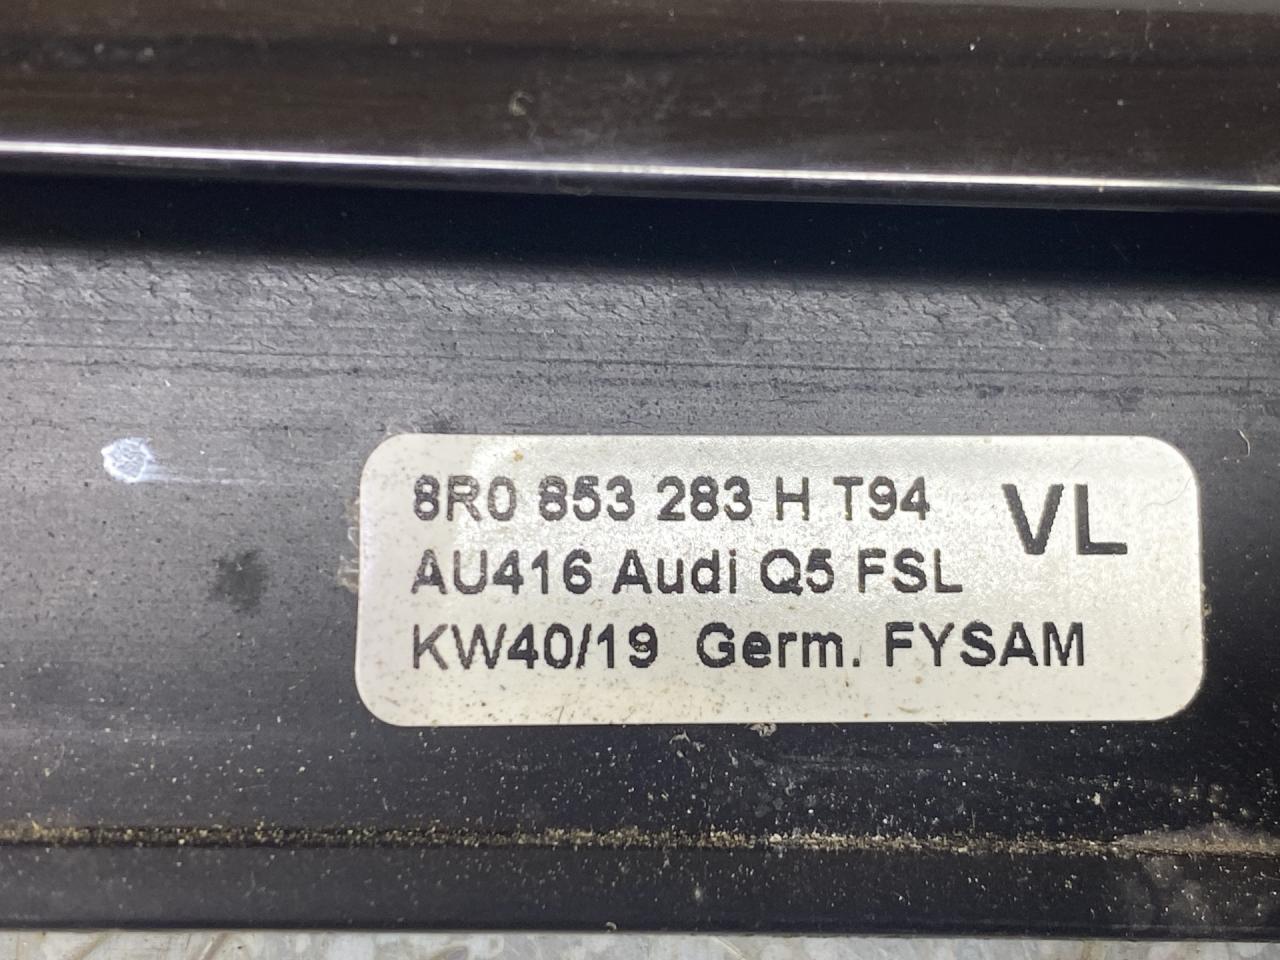 8R0 853 283 H T94 VL
AU416 Audi Q5 FSL
KW40/19 Germ. FYSAM